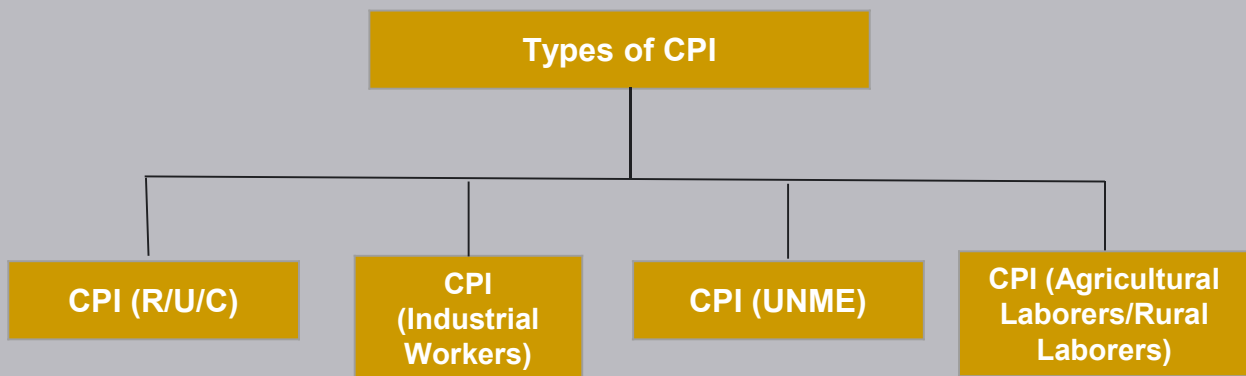 Types of CPI
CPI (R/U/C)
CPI
(Industrial
Workers)
CPI (UNME)
CPI (Agricultural
Laborers/Rural
Laborers)